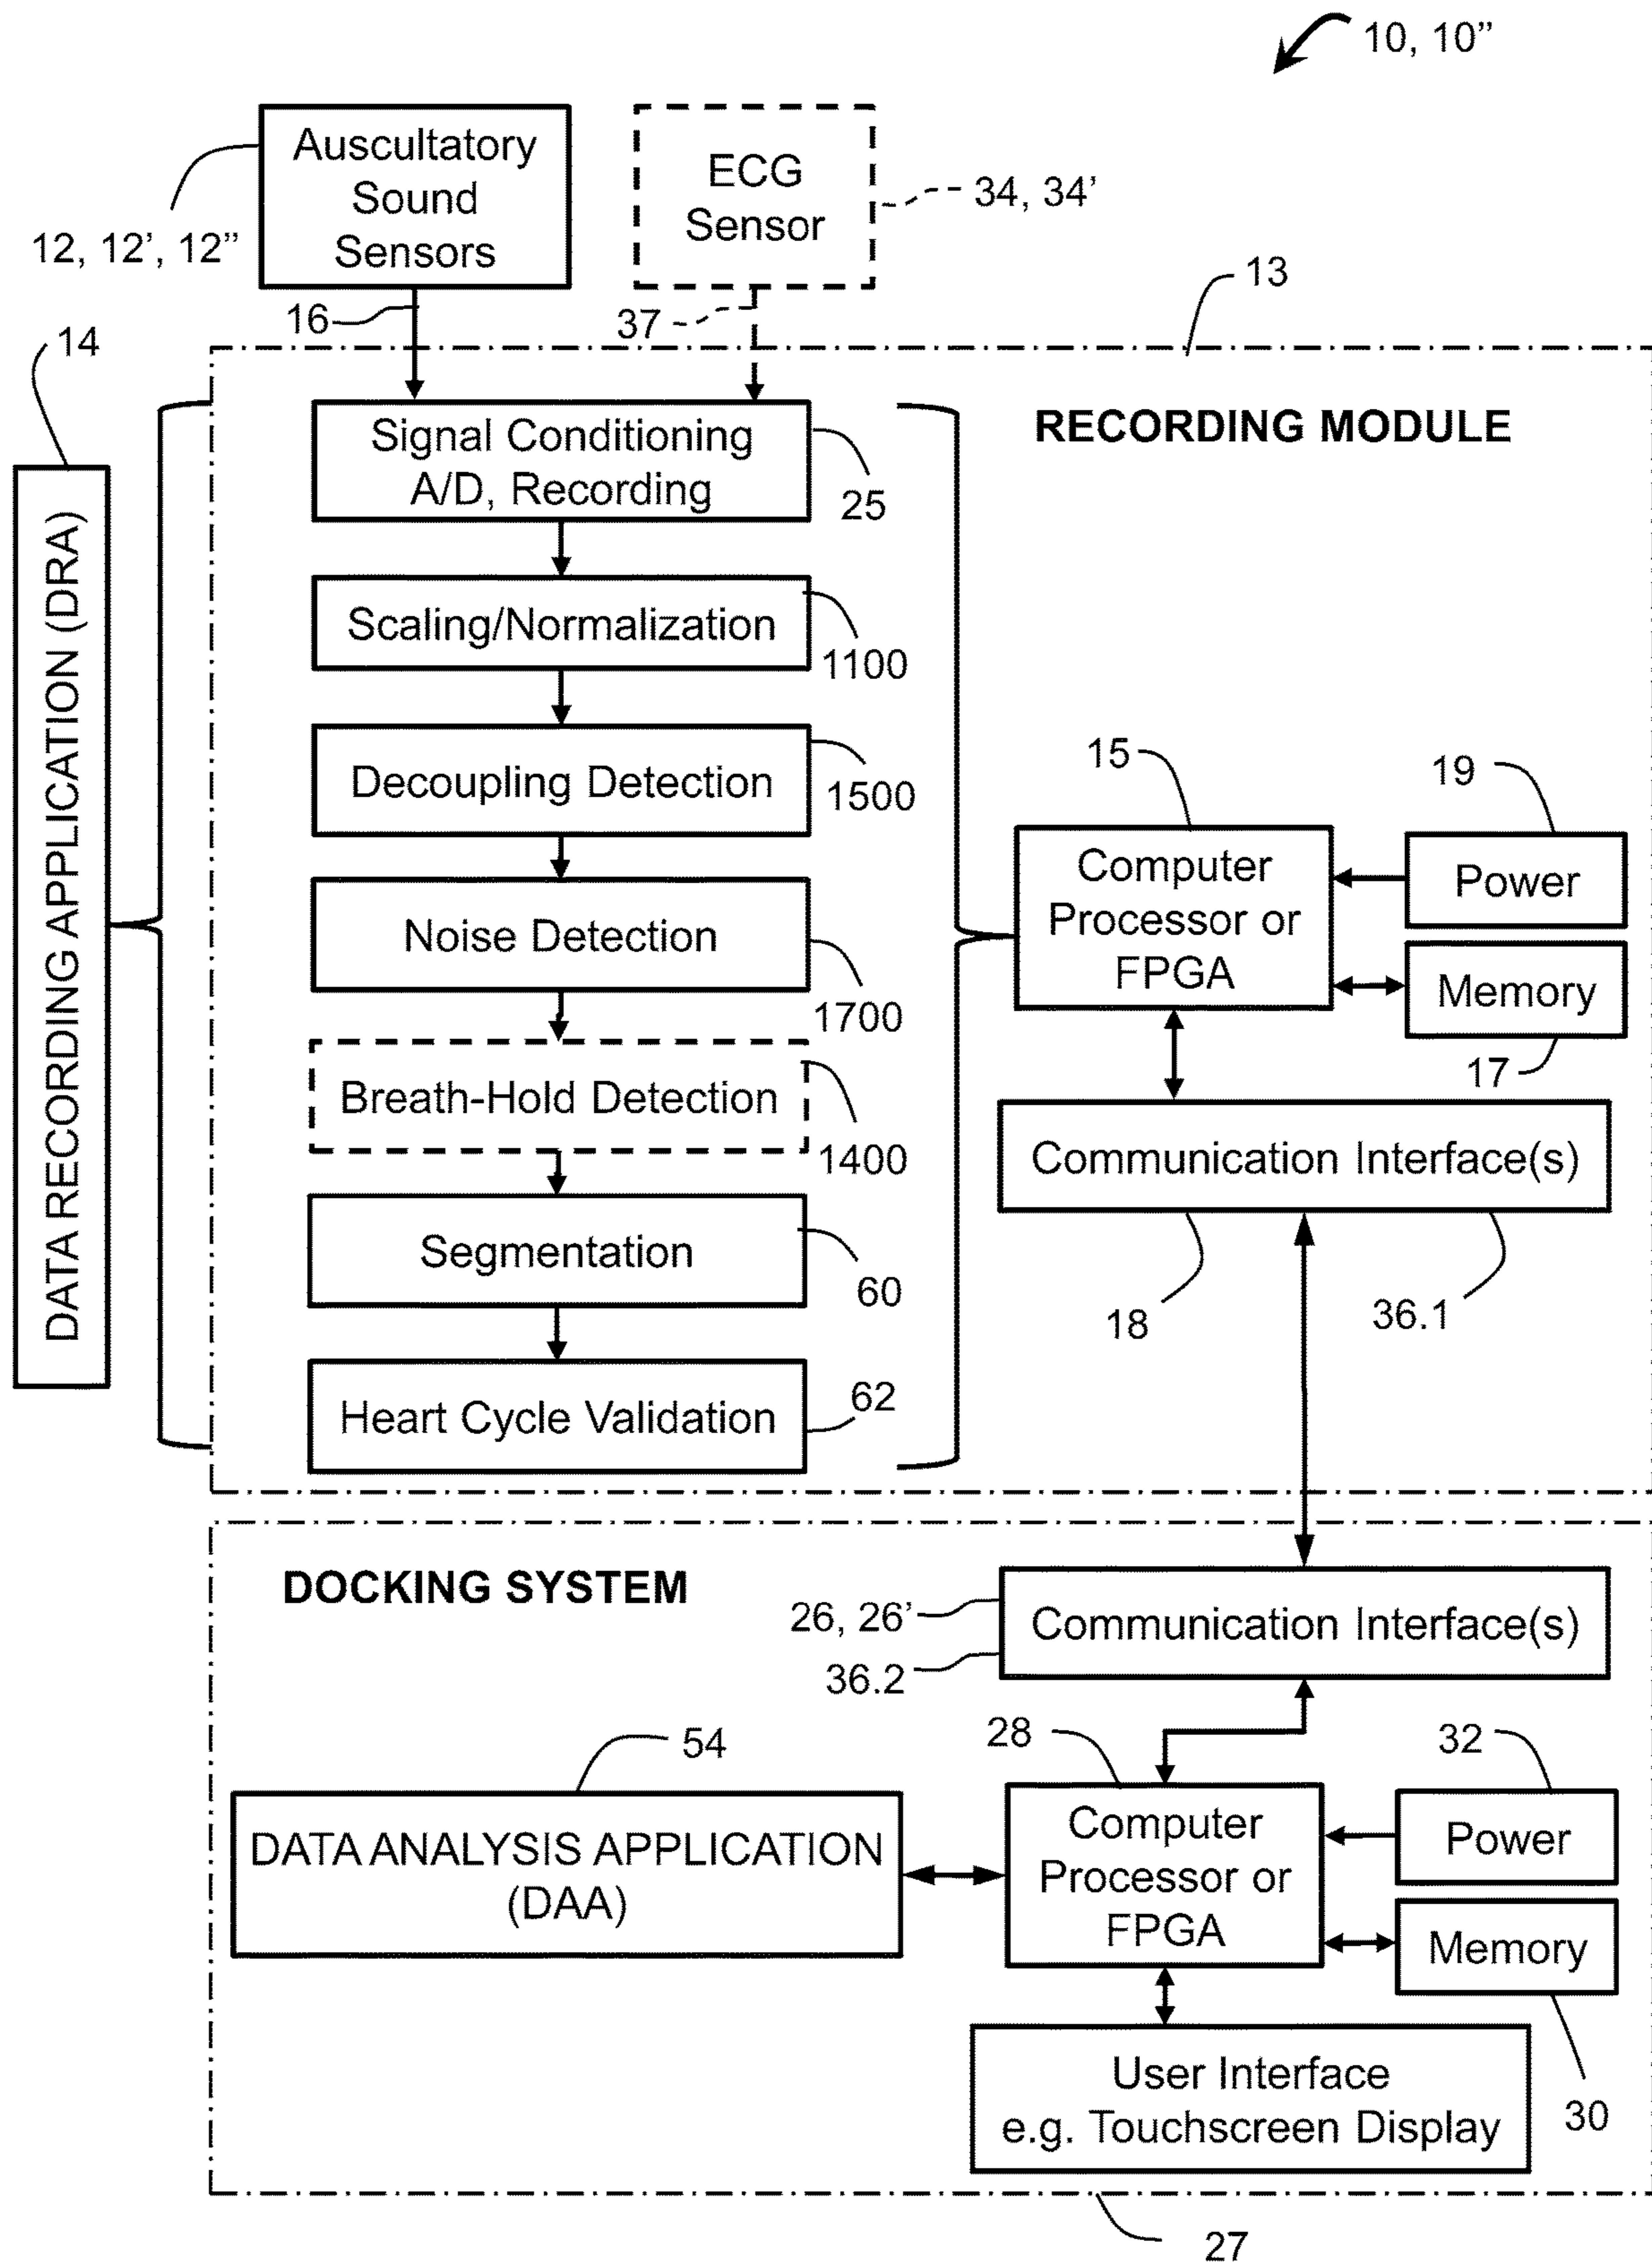 10, 10”
Auscultatory
Sound
Sensors
ECG
Sensor
34, 34’
12, 12’, 12”
16
37
13
14
DATA RECORDING APPLICATION (DRA)
RECORDING MODULE
Signal Conditioning
A/D, Recording
25
Scaling/Normalization
1100
Decoupling Detection
1500
Noise Detection
1700
Breath-Hold Detection
1400
Segmentation
60
Heart Cycle Validation
62
15
19
Computer
Processor or
FPGA
Power
Memory
17
Communication Interface(s)
18
36.1
DOCKING SYSTEM
26, 26’
36.2
Communication Interface(s)
54
28
32
DATA ANALYSIS APPLICATION
(DAA)
Computer
Processor or
FPGA
Power
Memory
30
User Interface
e.g. Touchscreen Display
27